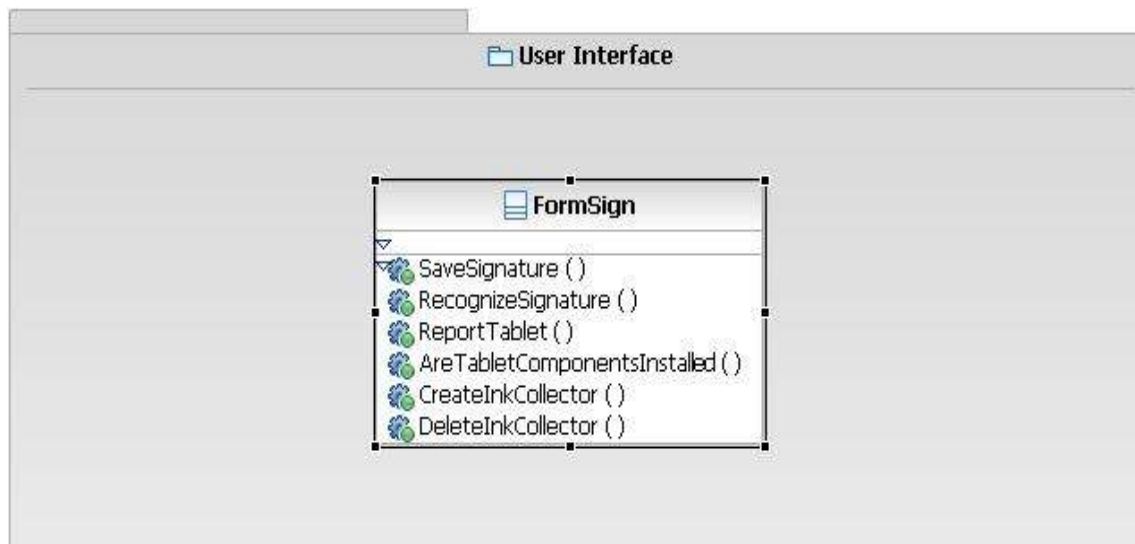 User Interface
FormSign
SaveSignature ( )
RecognizeSignature ( )
ReportTablet ( )
AreTabletComponentsInstalled ( )
CreateInkCollector ( )
DeleteInkCollector ( )